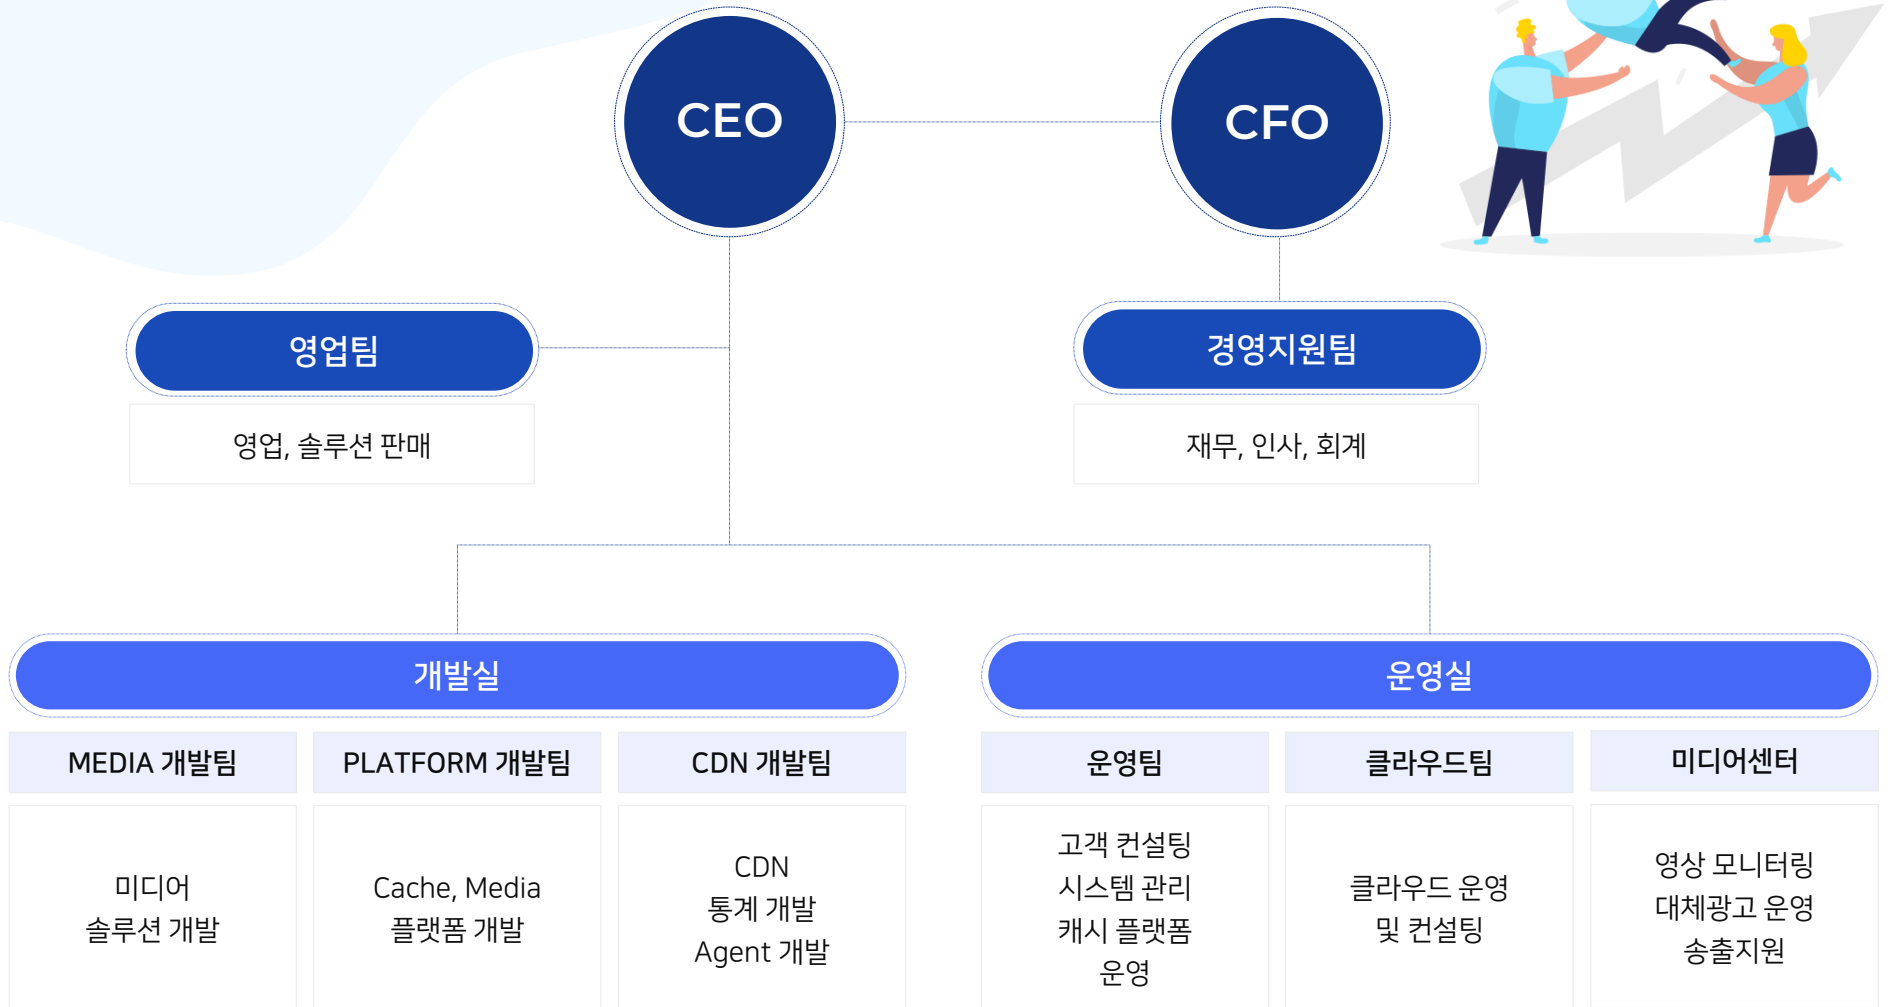 CEO
CFO
영업팀
경영지원팀
영업, 솔루션 판매
재무, 인사, 회계
개발실
운영실
MEDIA 개발팀
PLATFORM 개발팀
CDN 개발팀
운영팀
클라우드팀
미디어센터
미디어
솔루션 개발
Cache, Media
플랫폼 개발
CDN
통계 개발
Agent 개발
고객 컨설팅
시스템 관리
캐시 플랫폼
운영
클라우드 운영
및 컨설팅
영상 모니터링
대체광고 운영
송출지원